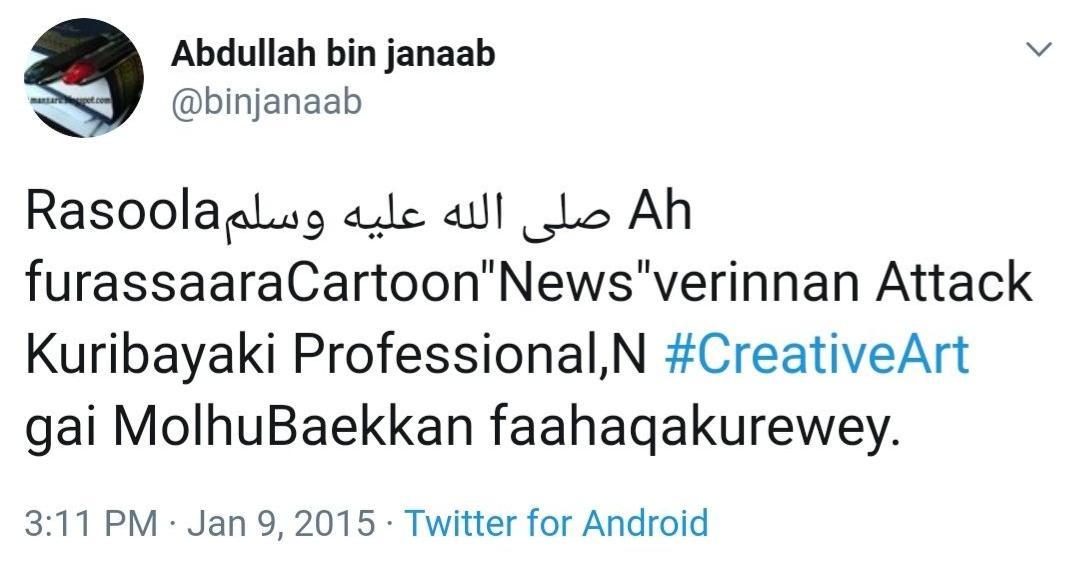 Abdullah bin janaab
@binjanaab
Rasoolaصلى الله عليه وسلم Ah
furassaaraCartoon"News"verinnan Attack
Kuribayaki Professional,N #CreativeArt
gai MolhuBaekkan faahaqakurewey.
3:11 PM · Jan 9, 2015 · Twitter for Android